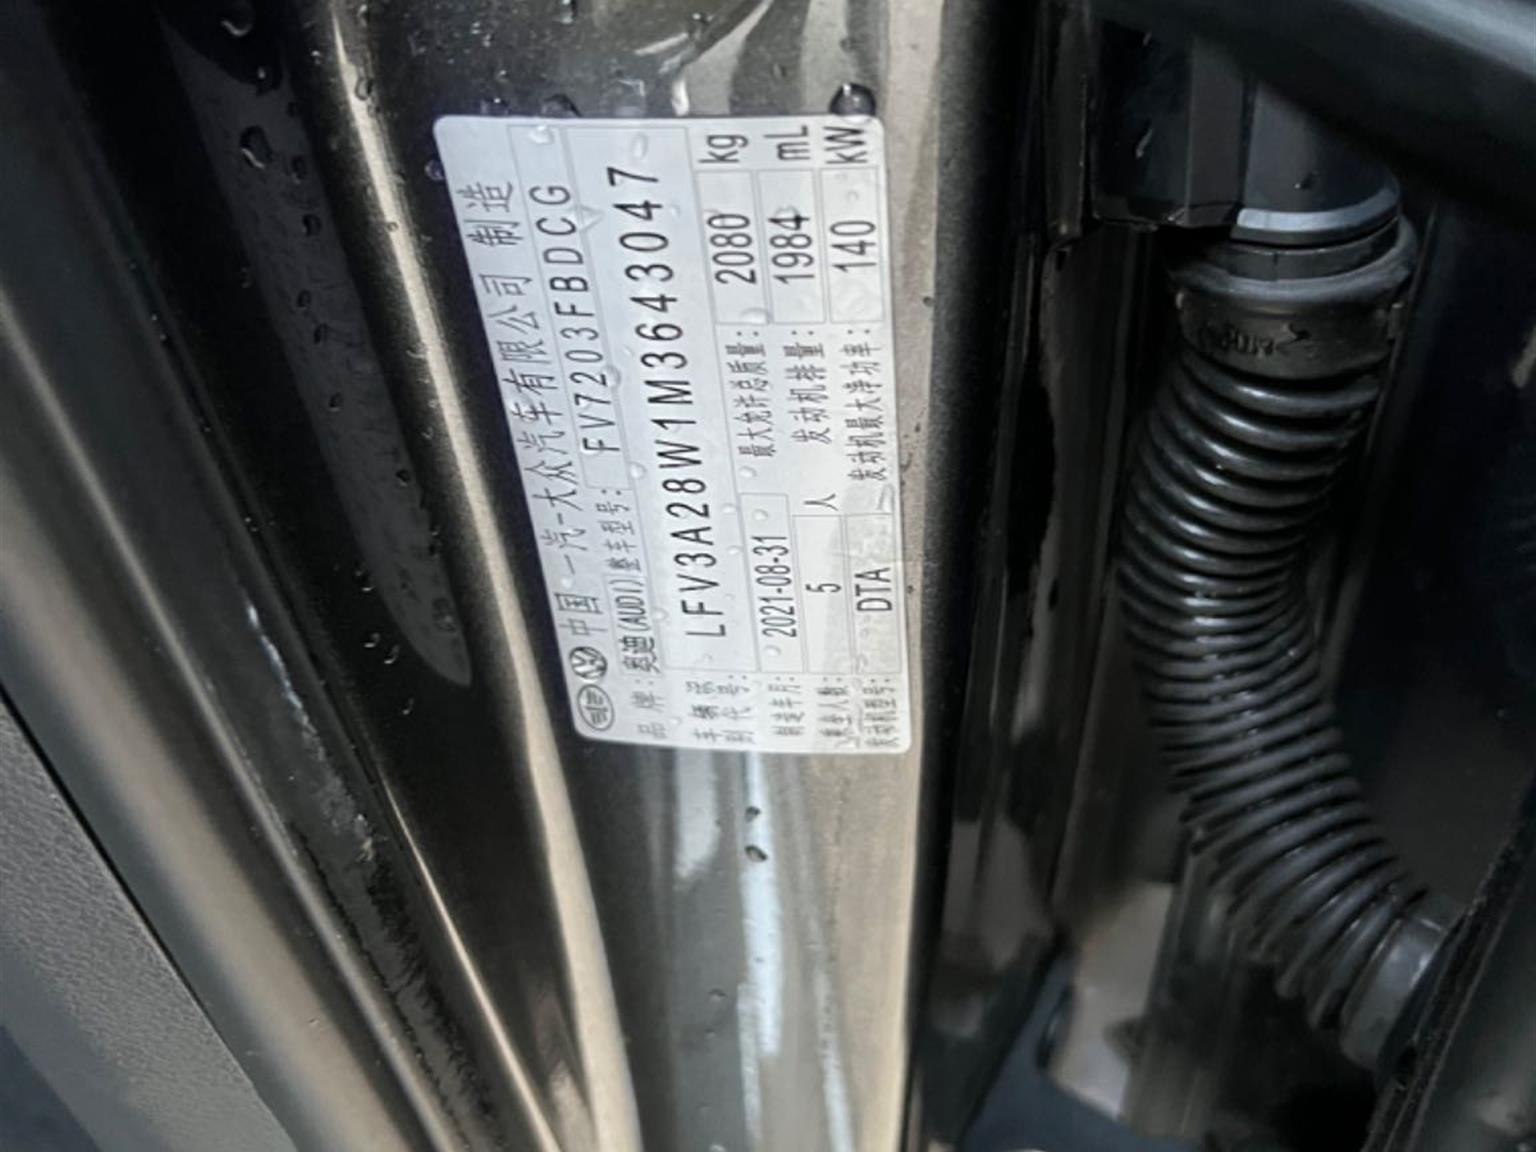 中国 一汽-大众汽车有限公司 制造
品牌: 奥迪(AUDI) 整车型号: FV7203FBDCG
车辆识别代号: LFV3A28W1M3643047
制造年月: 2021-08-31 最大允许总质量: 2080 kg
乘坐人数: 5 人 发动机排量: 1984 mL
发动机型号: DTA 发动机最大净功率: 140 kW